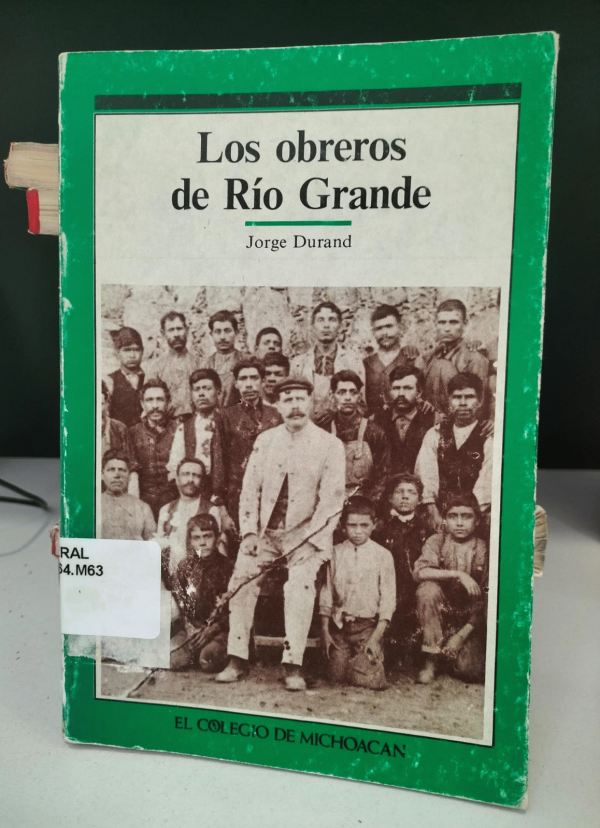 Los obreros
de Río Grande
Jorge Durand
RAL
64.M63
EL COLEGIO DE MICHOACAN